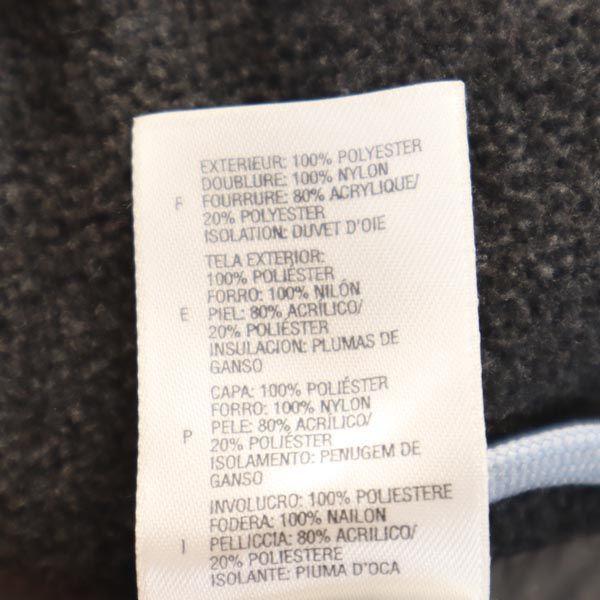 F
EXTERIEUR: 100% POLYESTER
DOUBLURE: 100% NYLON
FOURRURE: 80% ACRYLIQUE/
20% POLYESTER
ISOLATION: DUVET D'OIE
E
TELA EXTERIOR:
100% POLIÉSTER
FORRO: 100% NILÓN
PIEL: 80% ACRÍLICO/
20% POLIÉSTER
INSULACION: PLUMAS DE
GANSO
P
CAPA: 100% POLIÉSTER
FORRO: 100% NYLON
PELE: 80% ACRÍLICO/
20% POLIÉSTER
ISOLAMENTO: PENUGEM DE
GANSO
I
INVOLUCRO: 100% POLIESTERE
FODERA: 100% NAILON
PELLICCIA: 80% ACRILICO/
20% POLIESTERE
ISOLANTE: PIUMA D'OCA